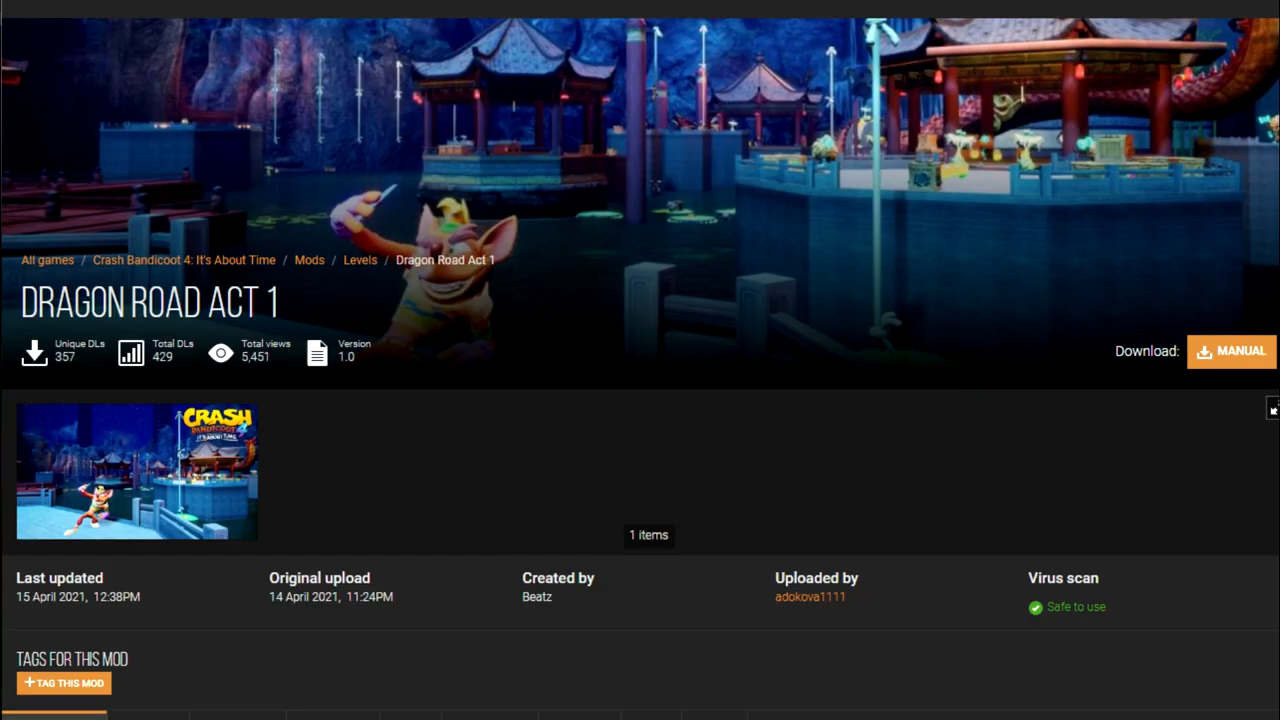 All games / Crash Bandicoot 4: It's About Time / Mods / Levels / Dragon Road Act 1
DRAGON ROAD ACT 1
Unique DLs
357
Total DLs
429
Total views
5,451
Version
1.0
Download:
MANUAL
CRASH
BANDICOOT 4
IT'S ABOUT TIME
1 items
Last updated
15 April 2021, 12:38PM
Original upload
14 April 2021, 11:24PM
Created by
Beatz
Uploaded by
adokova1111
Virus scan
Safe to use
TAGS FOR THIS MOD
+ TAG THIS MOD